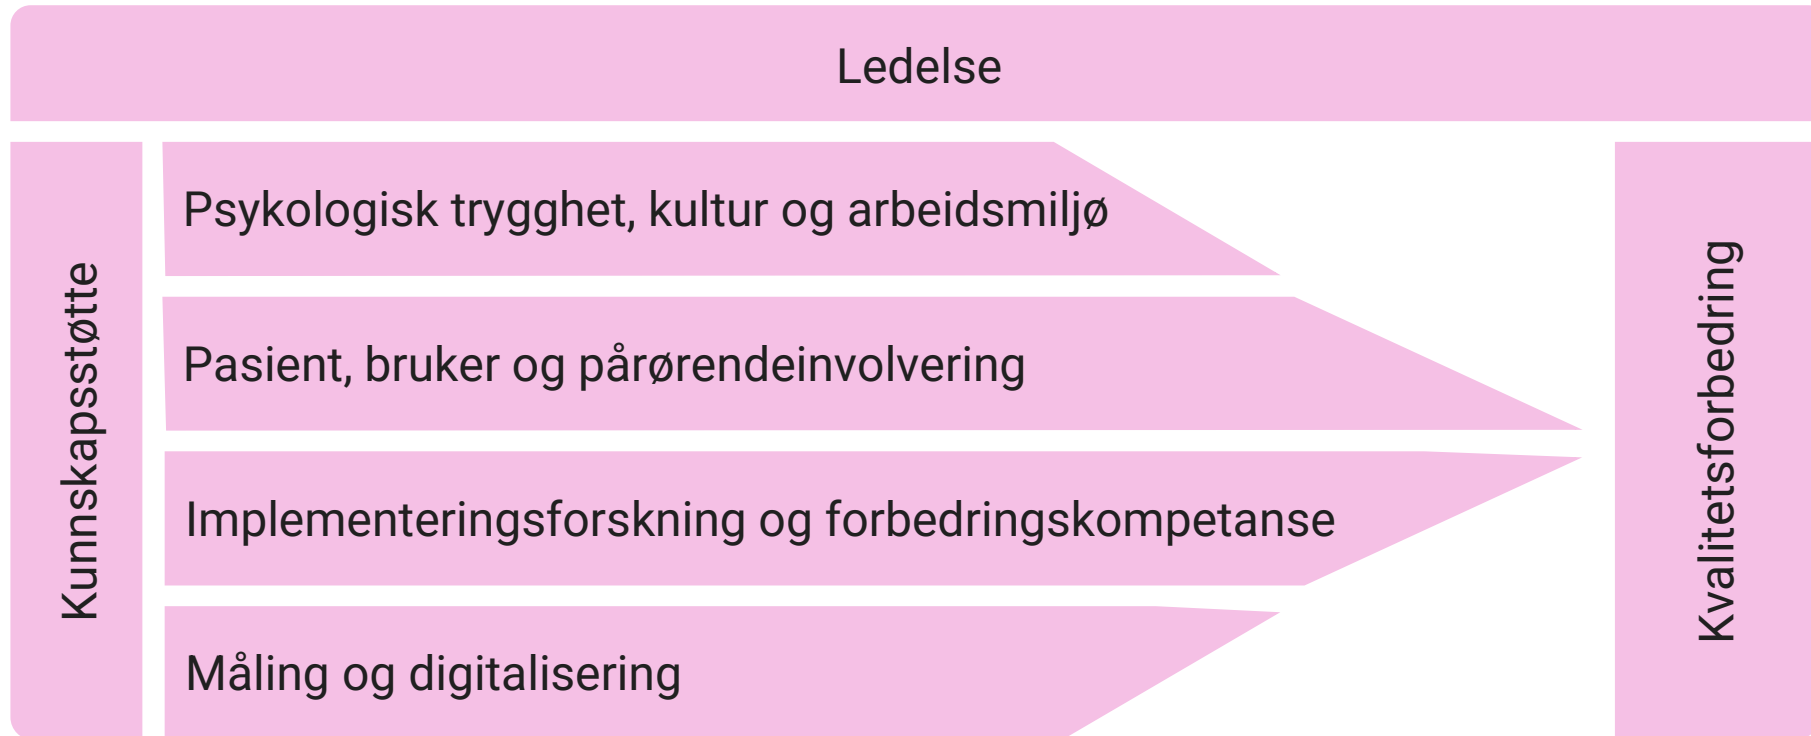 Ledelse
Kunnskapsstøtte
Psykologisk trygghet, kultur og arbeidsmiljø
Pasient, bruker og pårørendeinvolvering
Implementeringsforskning og forbedringskompetanse
Måling og digitalisering
Kvalitetsforbedring